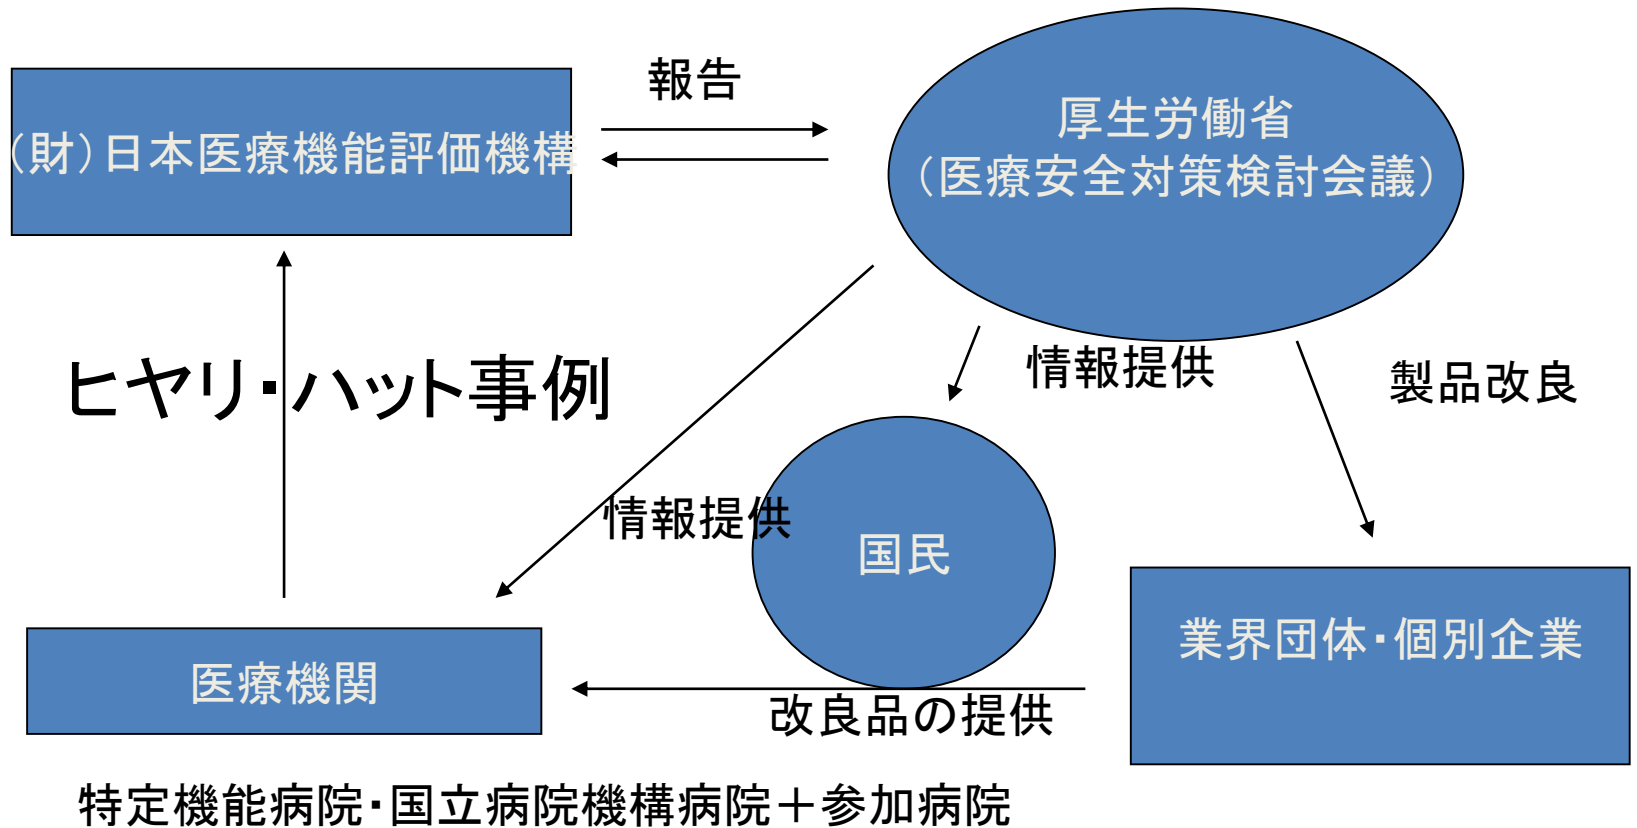 報告
(財)日本医療機能評価機構
厚生労働省
(医療安全対策検討会議)
ヒヤリ・ハット事例
情報提供
製品改良
情報提供
国民
業界団体・個別企業
医療機関
改良品の提供
特定機能病院・国立病院機構病院＋参加病院